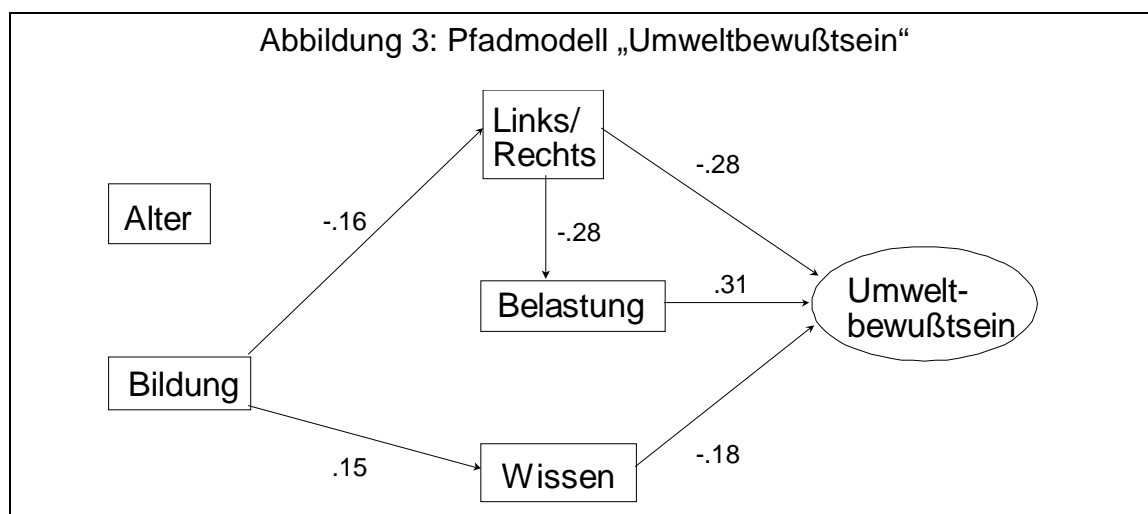 Abbildung 3: Pfadmodell „Umweltbewußtsein“
Links/
Rechts
-.28
Alter
-.16
-.28
Belastung
.31
Umwelt-
bewußtsein
Bildung
.15
Wissen
-.18